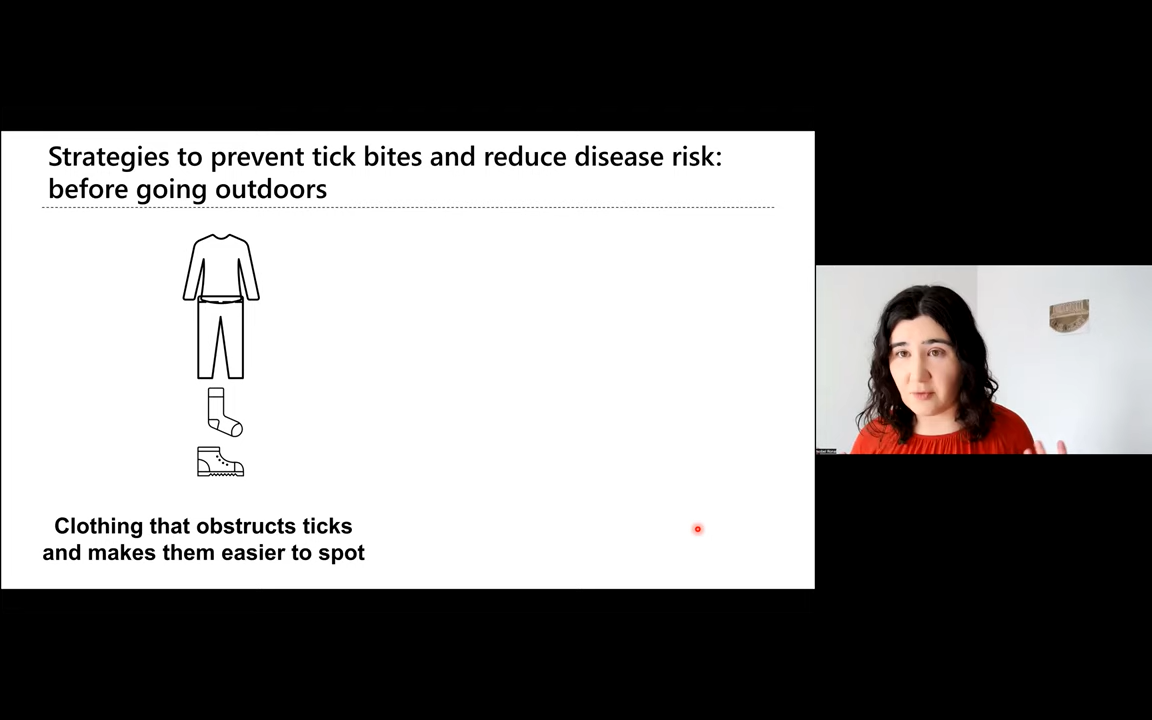 Strategies to prevent tick bites and reduce disease risk:
before going outdoors
Clothing that obstructs ticks
and makes them easier to spot